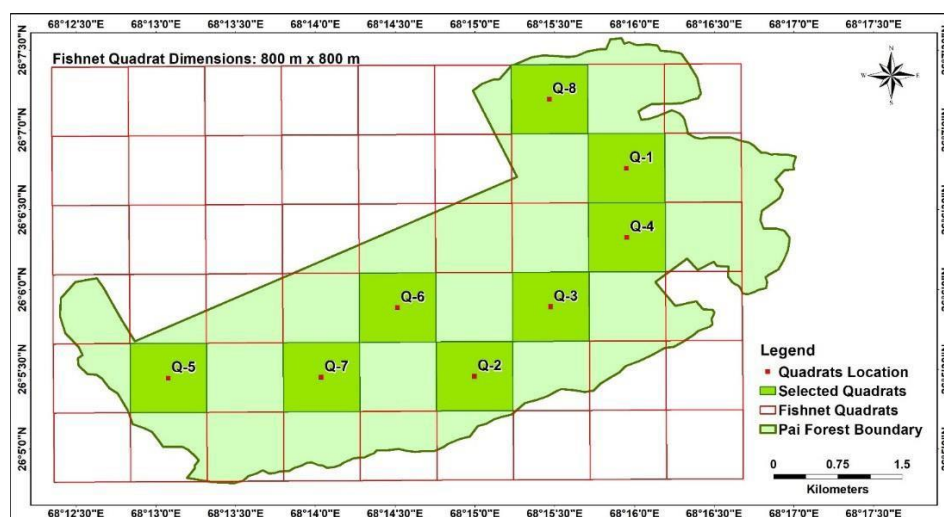 68°12'30"E 68°13'0"E 68°13'30"E 68°14'0"E 68°14'30"E 68°15'0"E 68°15'30"E 68°16'0"E 68°16'30"E 68°17'0"E 68°17'30"E
Fishnet Quadrat Dimensions: 800 m x 800 m
N
W
E
S
26°7'30"N
26°7'0"N
26°6'30"N
26°6'0"N
26°5'30"N
26°5'0"N
Q-8
Q-1
Q-4
Q-6
Q-3
Q-5
Q-7
Q-2
Legend
Quadrats Location
Selected Quadrats
Fishnet Quadrats
Pai Forest Boundary
0 0.75 1.5
Kilometers
68°12'30"E 68°13'0"E 68°13'30"E 68°14'0"E 68°14'30"E 68°15'0"E 68°15'30"E 68°16'0"E 68°16'30"E 68°17'0"E 68°17'30"E